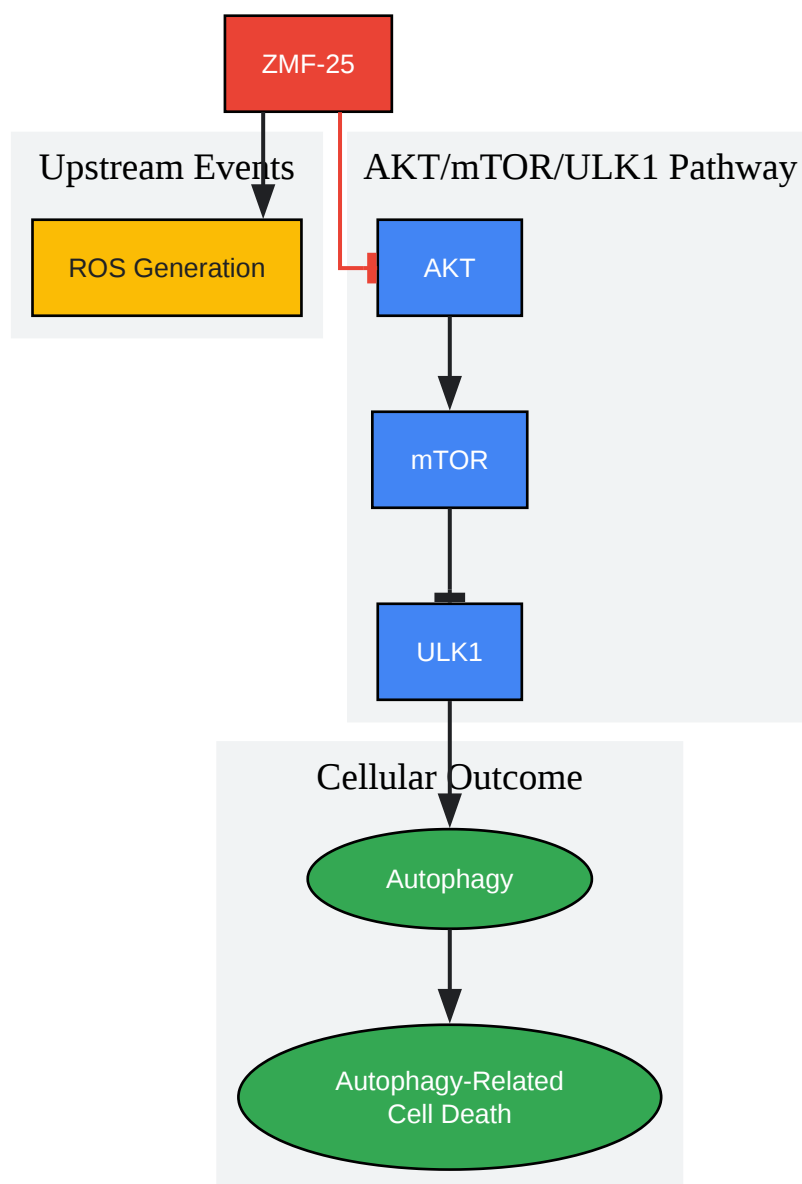 ZMF-25
Upstream Events
AKT/mTOR/ULK1 Pathway
ROS Generation
AKT
mTOR
ULK1
Cellular Outcome
Autophagy
Autophagy-Related
Cell Death